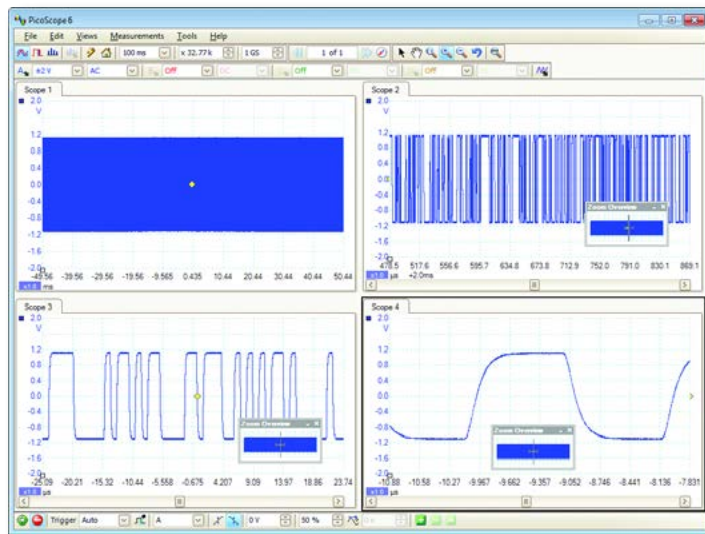 PicoScope 6
File Edit Views Measurements Tools Help
100 ms x 32.77 k 1 GS 1 of 1
A ±2 V AC Off DC Off Off
Scope 1
2.0
V
1.2
0.8
0.4
0.0
-0.4
-0.8
-1.2
-1.6
-2.0
-49.56 -39.56 -29.56 -19.56 -9.565 0.435 10.44 20.44 30.44 40.44 50.44
x1.0 ms
Scope 2
2.0
V
1.2
0.8
0.4
0.0
-0.4
-0.8
-1.2
-1.6
-2.0
Zoom Overview
478.5 517.6 556.6 595.7 634.8 673.8 712.9 752.0 791.0 830.1 869.1
x1.0 µs +2.0ms
Scope 3
2.0
V
1.2
0.8
0.4
0.0
-0.4
-0.8
-1.2
-1.6
-2.0
Zoom Overview
-25.09 -20.21 -15.32 -10.44 -5.558 -0.675 4.207 9.09 13.97 18.86 23.74
x1.0 µs
Scope 4
2.0
V
1.2
0.8
0.4
0.0
-0.4
-0.8
-1.2
-1.6
-2.0
Zoom Overview
-10.88 -10.58 -10.27 -9.967 -9.662 -9.357 -9.052 -8.746 -8.441 -8.136 -7.831
x1.0 µs
Trigger Auto A 0 V 50 %